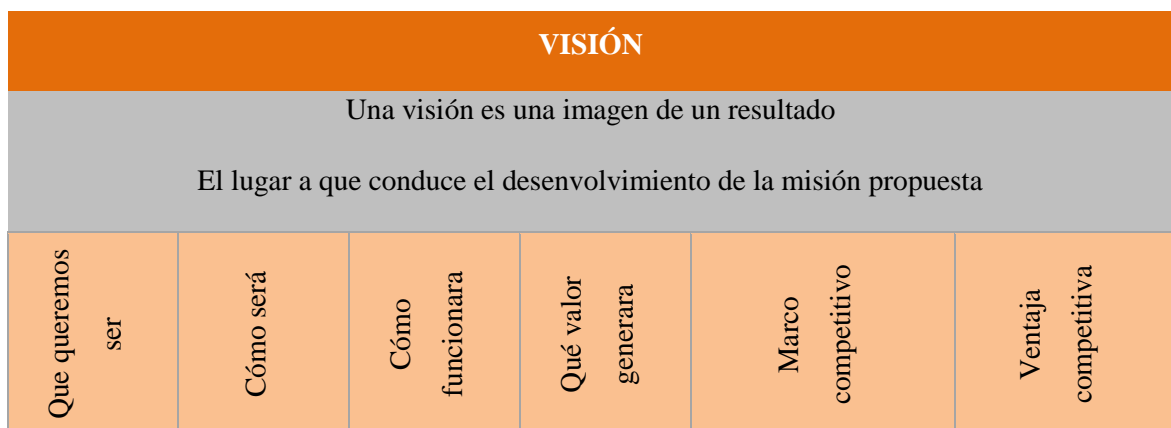 VISIÓN
Una visión es una imagen de un resultado
El lugar a que conduce el desenvolvimiento de la misión propuesta
Que queremos
ser
Cómo será
Cómo
funcionara
Qué valor
generara
Marco
competitivo
Ventaja
competitiva